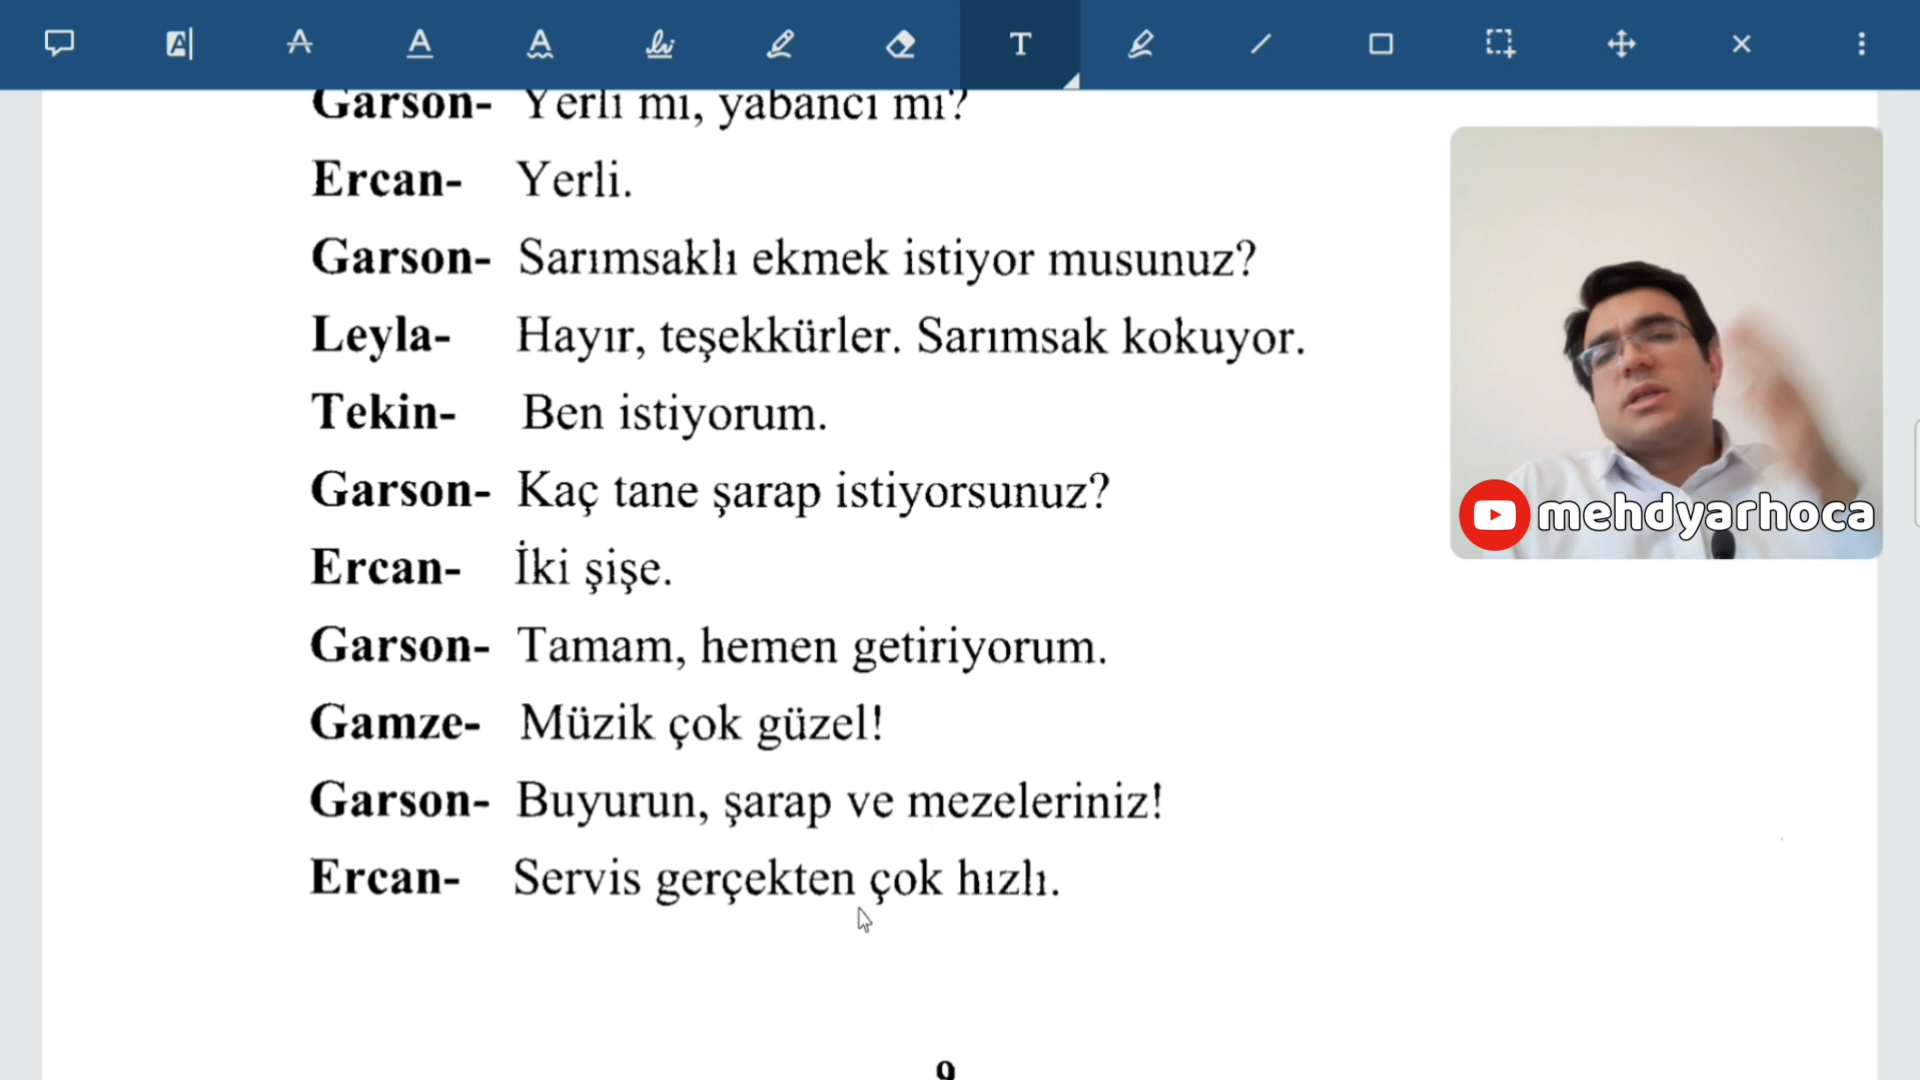 Garson- Yerli mi, yabancı mı?
Ercan- Yerli.
Garson- Sarımsaklı ekmek istiyor musunuz?
Leyla- Hayır, teşekkürler. Sarımsak kokuyor.
Tekin- Ben istiyorum.
Garson- Kaç tane şarap istiyorsunuz?
Ercan- İki şişe.
Garson- Tamam, hemen getiriyorum.
Gamze- Müzik çok güzel!
Garson- Buyurun, şarap ve mezeleriniz!
Ercan- Servis gerçekten çok hızlı.
9
mehdyarhoca